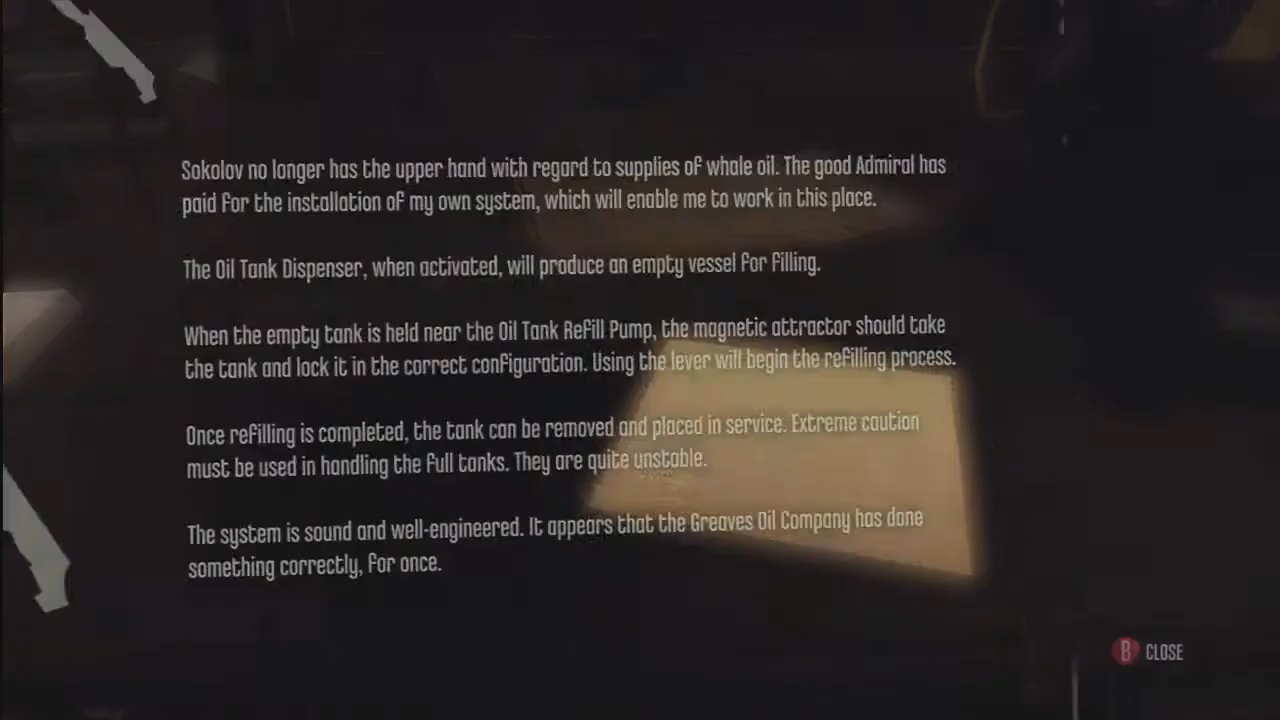 Sokolov no longer has the upper hand with regard to supplies of whale oil. The good Admiral has
paid for the installation of my own system, which will enable me to work in this place.
The Oil Tank Dispenser, when activated, will produce an empty vessel for filling.
When the empty tank is held near the Oil Tank Refill Pump, the magnetic attractor should take
the tank and lock it in the correct configuration. Using the lever will begin the refilling process.
Once refilling is completed, the tank can be removed and placed in service. Extreme caution
must be used in handling the full tanks. They are quite unstable.
The system is sound and well-engineered. It appears that the Greaves Oil Company has done
something correctly, for once.
B CLOSE